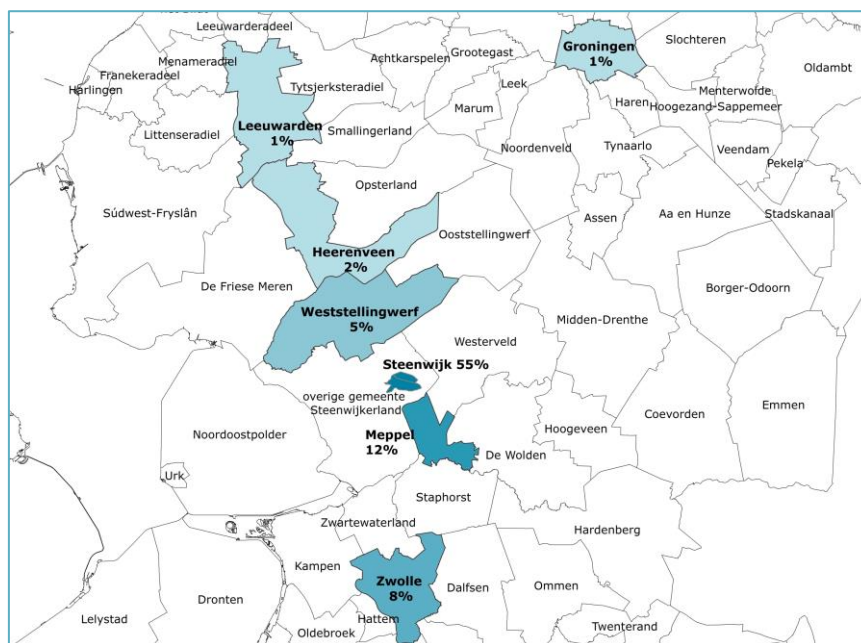 Leeuwarderadeel
Groningen
1%
Slochteren
Grootegast
Achtkarspelen
Oldambt
Menameradiel
Franekeradeel
Harlingen
Tytsjerksteradiel
Leek
Menterwolde
Haren
Hoogezand-Sappemeer
Marum
Leeuwarden
1%
Smallingerland
Littenseradiel
Noordenveld
Tynaarlo
Veendam
Pekela
Opsterland
Súdwest-Fryslân
Assen
Aa en Hunze
Stadskanaal
Ooststellingwerf
Heerenveen
2%
De Friese Meren
Borger-Odoorn
Weststellingwerf
5%
Midden-Drenthe
Westerveld
Steenwijk 55%
overige gemeente
Steenwijkerland
Emmen
Coevorden
Noordoostpolder
Meppel
12%
Hoogeveen
De Wolden
Urk
Staphorst
Zwartewaterland
Hardenberg
Kampen
Zwolle
8%
Dalfsen
Ommen
Dronten
Lelystad
Hattem
Oldebroek
Twenterand